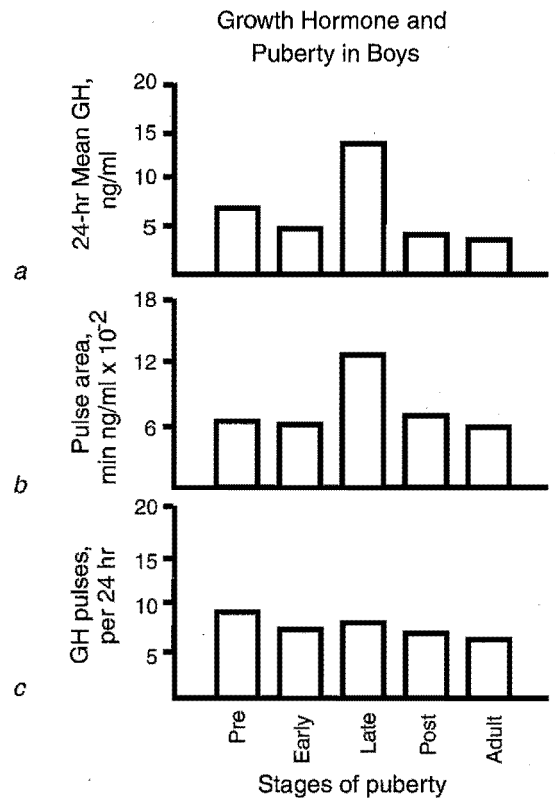 Growth Hormone and
Puberty in Boys
24-hr Mean GH,
ng/ml
20
15
10
5
a
Pulse area,
min ng/ml x 10-2
18
12
6
b
GH pulses,
per 24 hr
20
15
10
5
c
Pre
Early
Late
Post
Adult
Stages of puberty